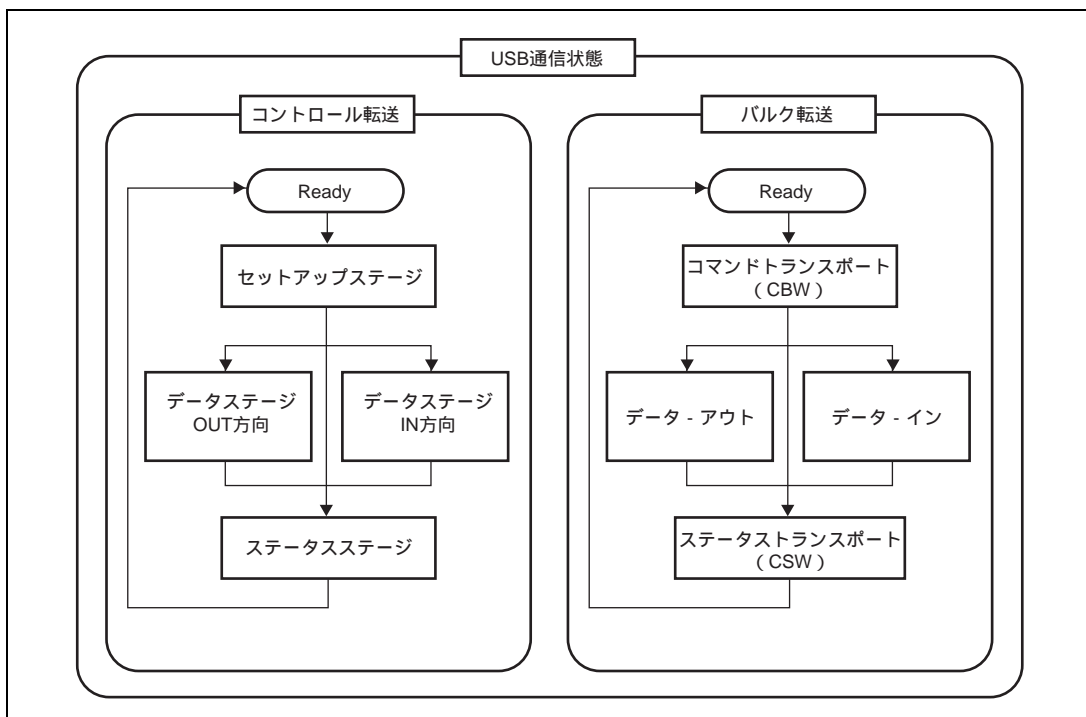 USB通信状態
コントロール転送
Ready
セットアップステージ
データステージ
OUT方向
データステージ
IN方向
ステータスステージ
バルク転送
Ready
コマンドトランスポート
(CBW)
データ - アウト
データ - イン
ステータストランスポート
(CSW)